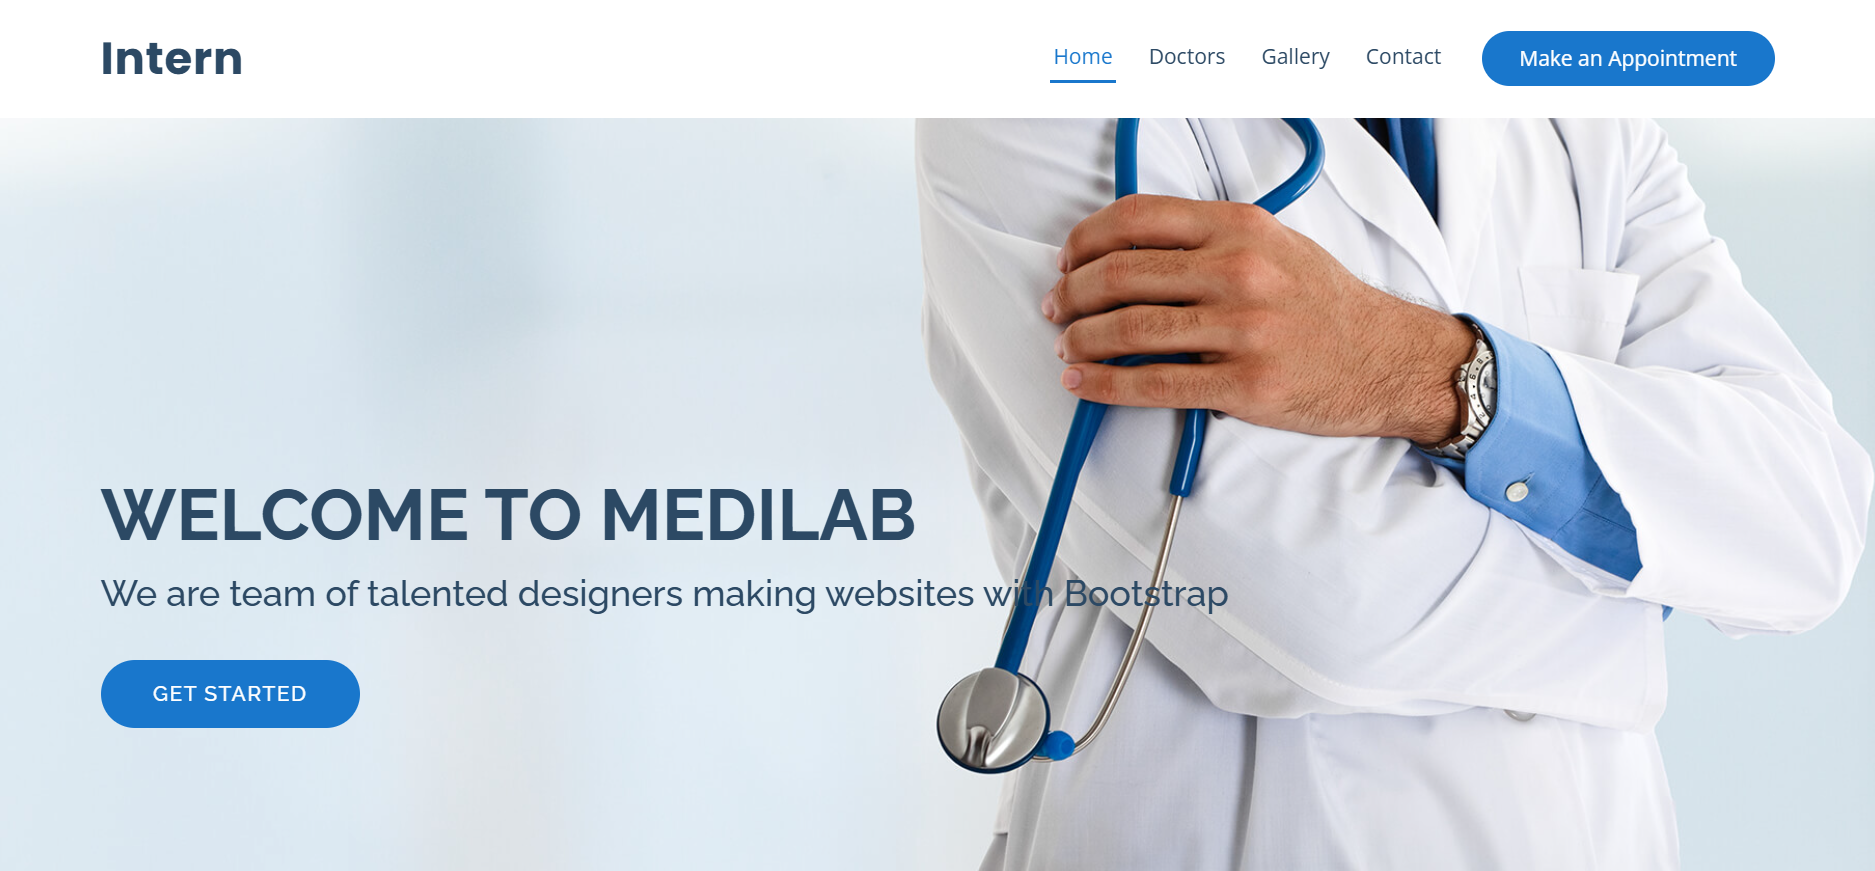 Intern
Home Doctors Gallery Contact Make an Appointment
WELCOME TO MEDILAB
We are team of talented designers making websites with Bootstrap
GET STARTED